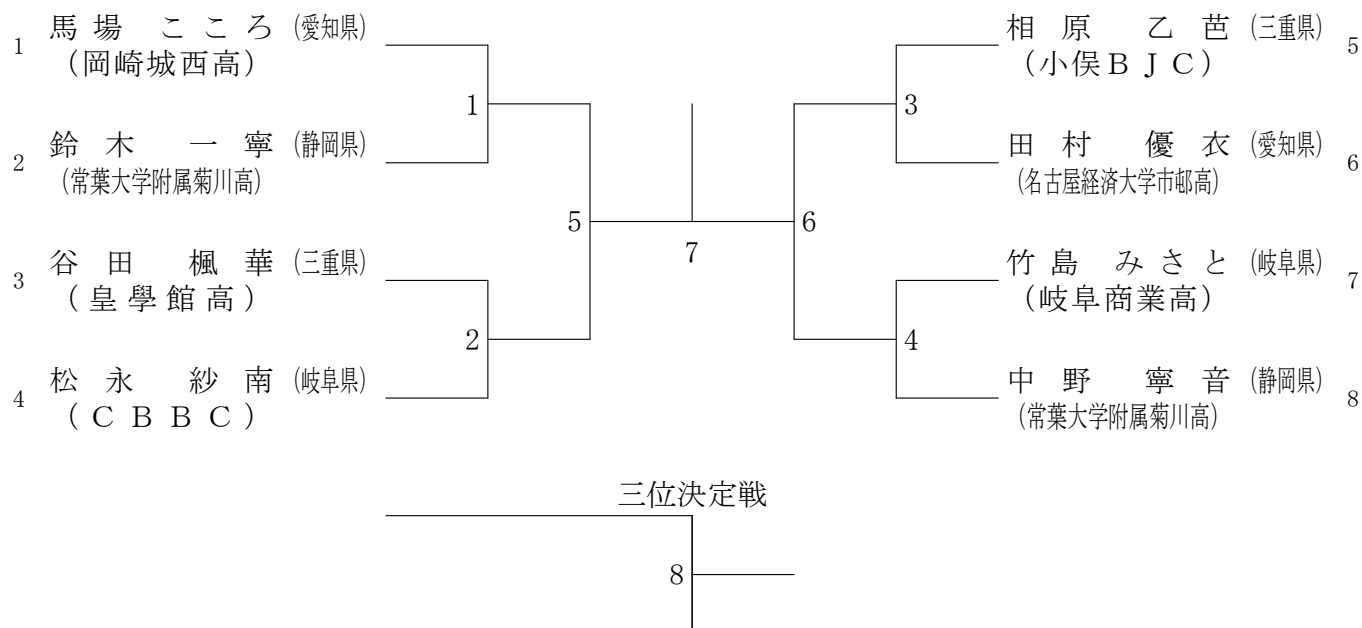 1 馬場 こころ (愛知県)
(岡崎城西高)
2 鈴木 一寧 (静岡県)
(常葉大学附属菊川高)
3 谷田 楓華 (三重県)
(皇學館高)
4 松永 紗南 (岐阜県)
(CBBC)
1
2
5
7
6
3
4
相原 乙芭 (三重県) 5
(小俣BJC)
田村 優衣 (愛知県) 6
(名古屋経済大学市邨高)
竹島 みさと (岐阜県) 7
(岐阜商業高)
中野 寧音 (静岡県) 8
(常葉大学附属菊川高)
三位決定戦
8